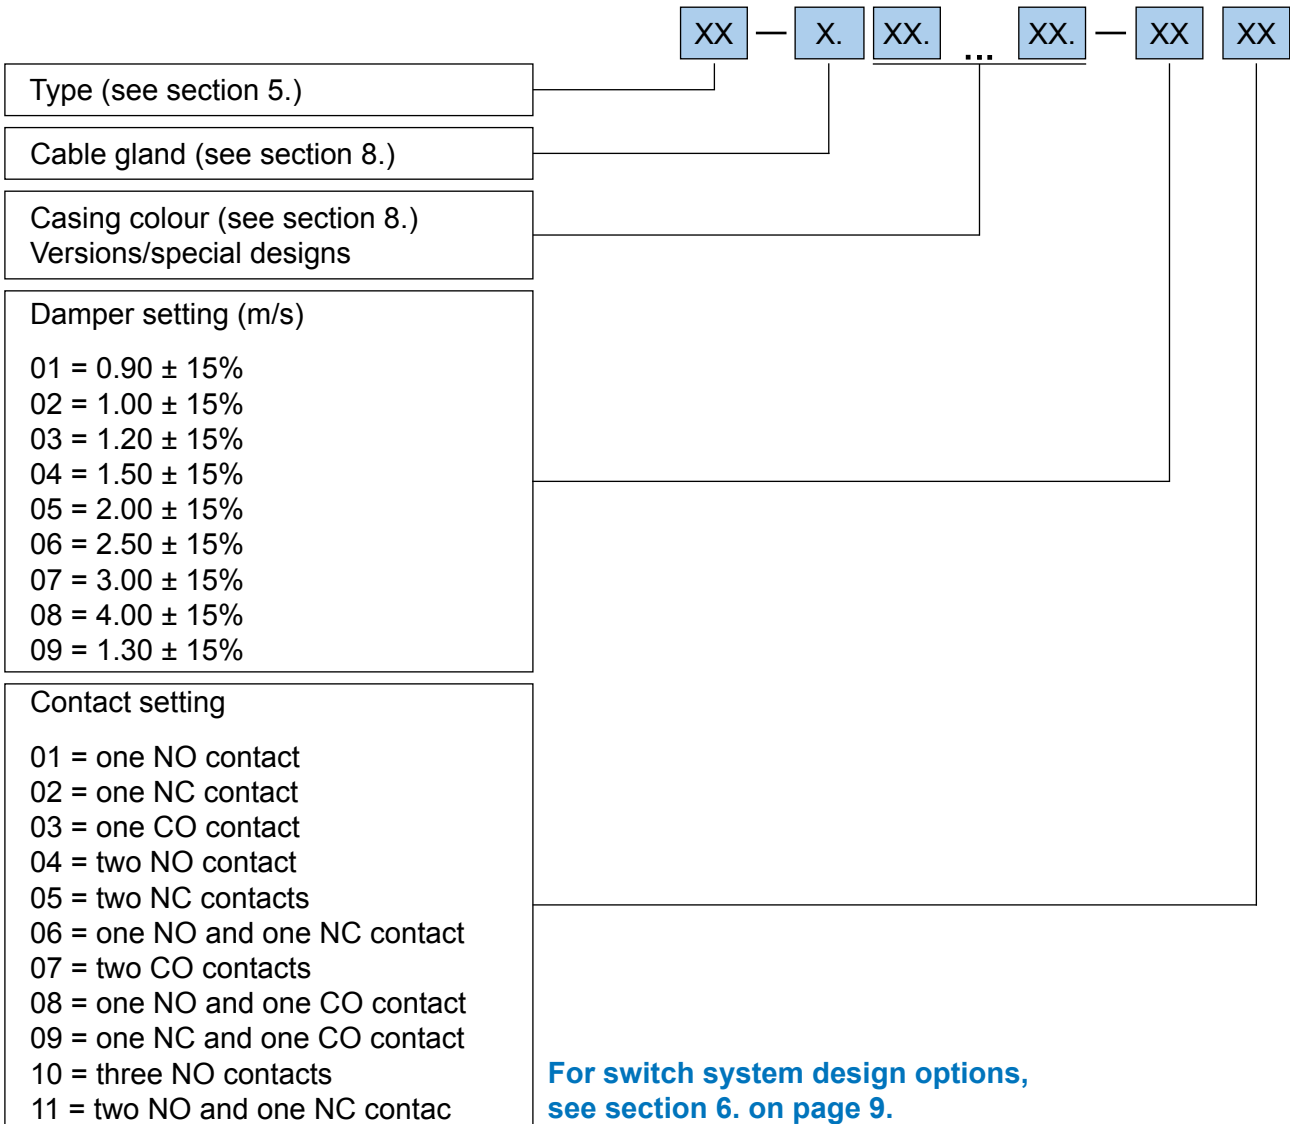 XX — X. XX. ... XX. — XX XX
Type (see section 5.)
Cable gland (see section 8.)
Casing colour (see section 8.)
Versions/special designs
Damper setting (m/s)
01 = 0.90 ± 15%
02 = 1.00 ± 15%
03 = 1.20 ± 15%
04 = 1.50 ± 15%
05 = 2.00 ± 15%
06 = 2.50 ± 15%
07 = 3.00 ± 15%
08 = 4.00 ± 15%
09 = 1.30 ± 15%
Contact setting
01 = one NO contact
02 = one NC contact
03 = one CO contact
04 = two NO contact
05 = two NC contacts
06 = one NO and one NC contact
07 = two CO contacts
08 = one NO and one CO contact
09 = one NC and one CO contact
10 = three NO contacts
11 = two NO and one NC contac
For switch system design options,
see section 6. on page 9.